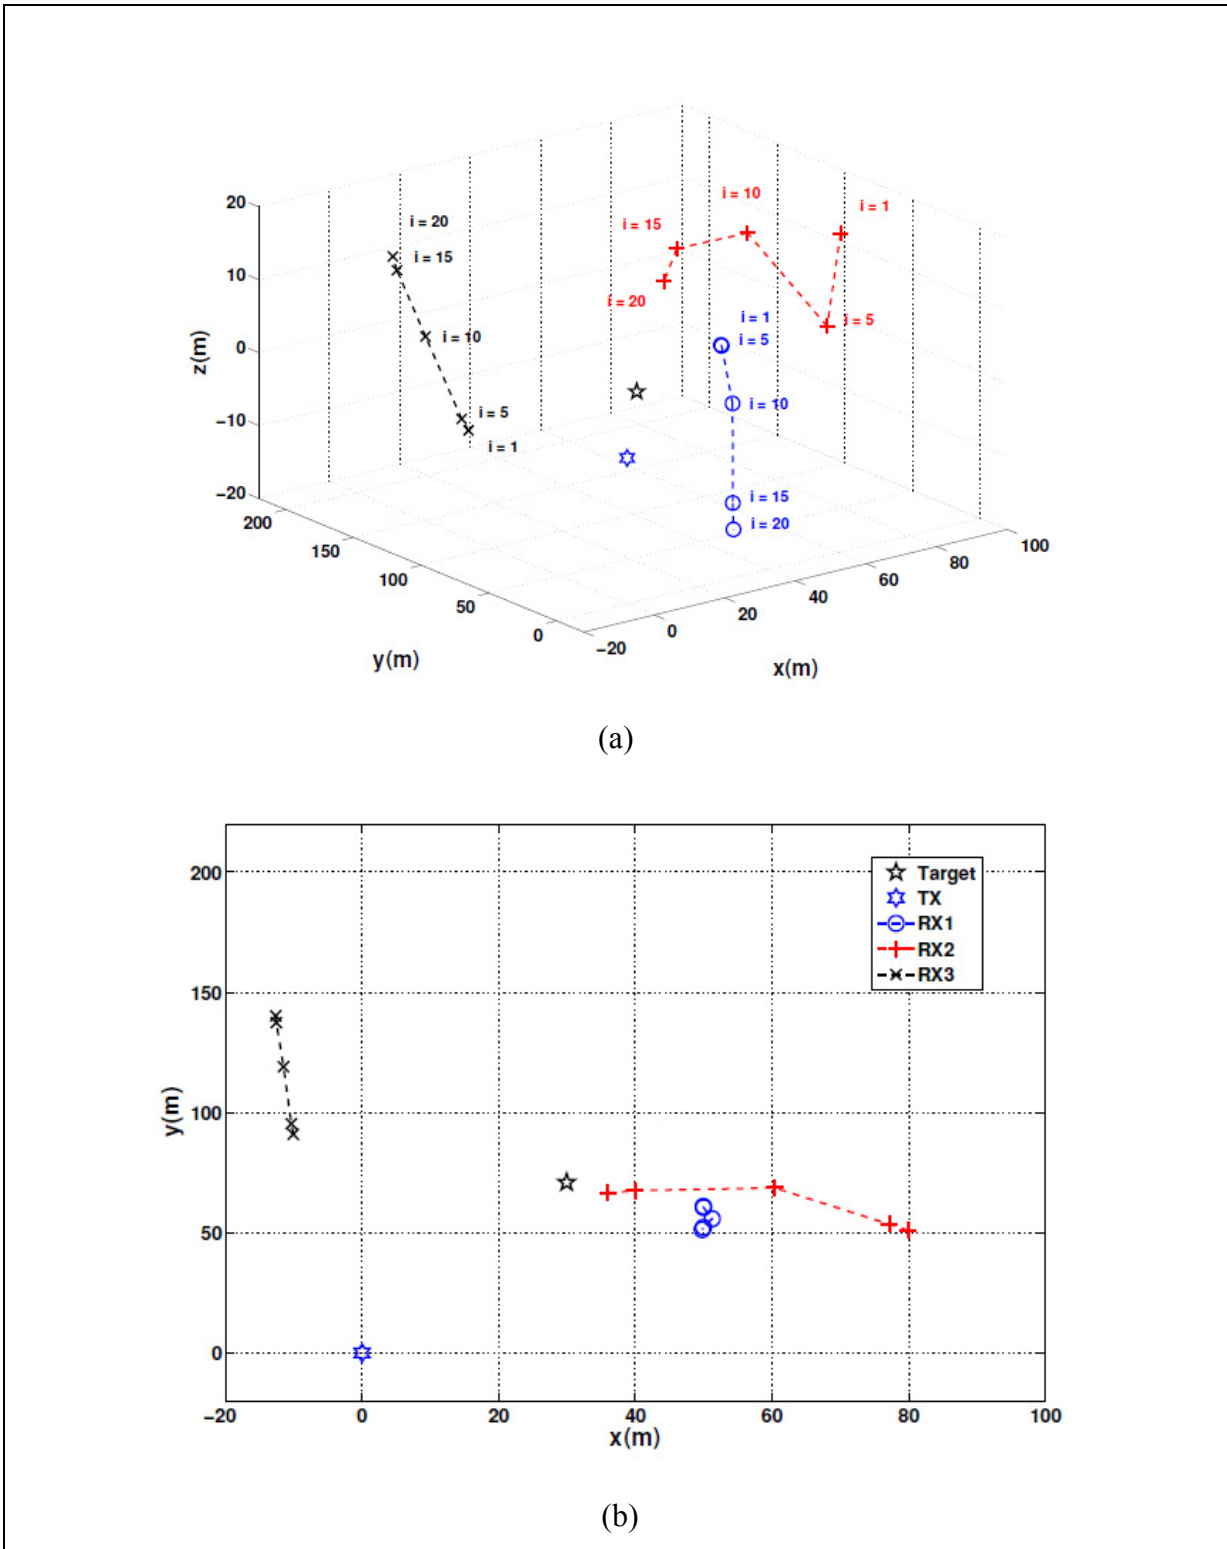 20
10
0
−10
−20
z(m)
200
150
100
50
0
y(m)
−20
0
20
40
60
80
100
x(m)
i = 20
i = 15
i = 10
i = 5
i = 1
i = 10
i = 1
i = 15
i = 20
i = 5
i = 1
i = 5
i = 10
i = 15
i = 20
(a)
200
150
100
50
0
y(m)
−20
0
20
40
60
80
100
x(m)
Target
TX
RX1
RX2
RX3
(b)